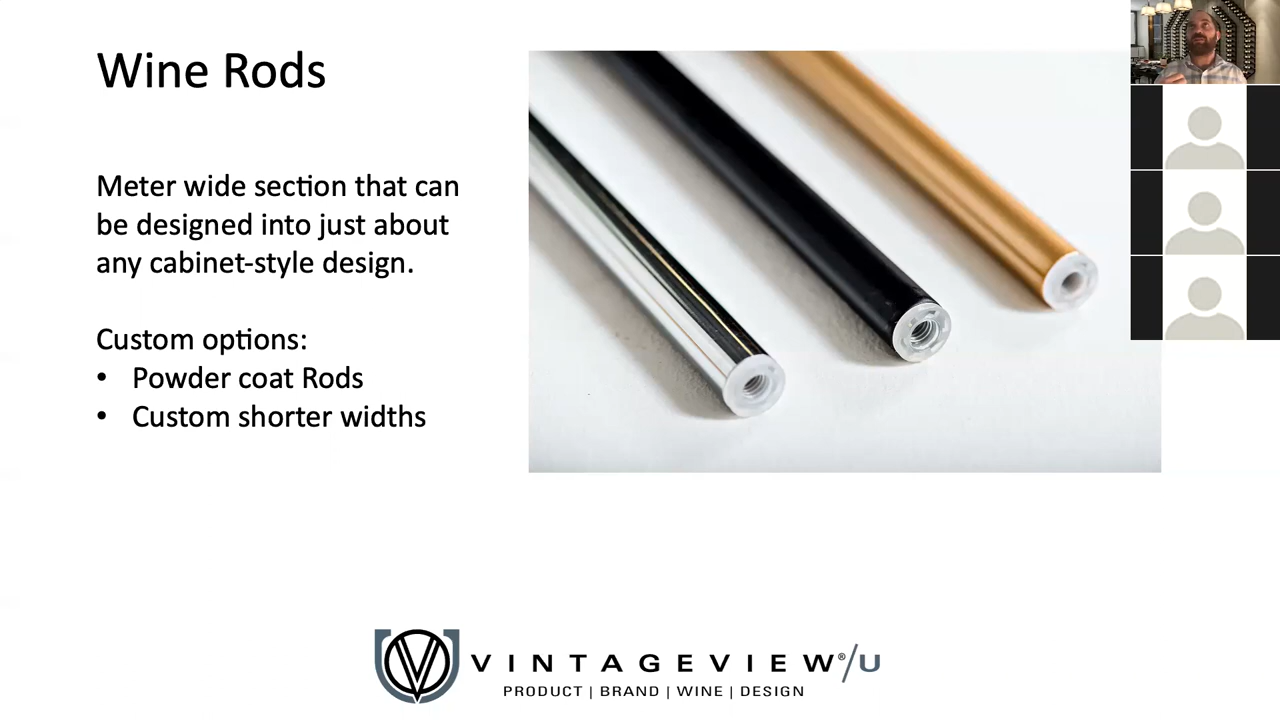 Wine Rods
Meter wide section that can
be designed into just about
any cabinet-style design.
Custom options:
• Powder coat Rods
• Custom shorter widths
VINTAGEVIEW®/U
PRODUCT | BRAND | WINE | DESIGN